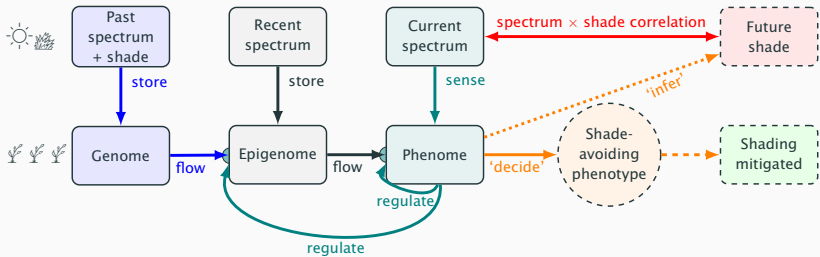 Past
spectrum
+ shade
Recent
spectrum
Current
spectrum
spectrum × shade correlation
Future
shade
store
store
sense
‘infer’
Genome
flow
Epigenome
flow
Phenome
‘decide’
Shade-
avoiding
phenotype
Shading
mitigated
regulate
regulate